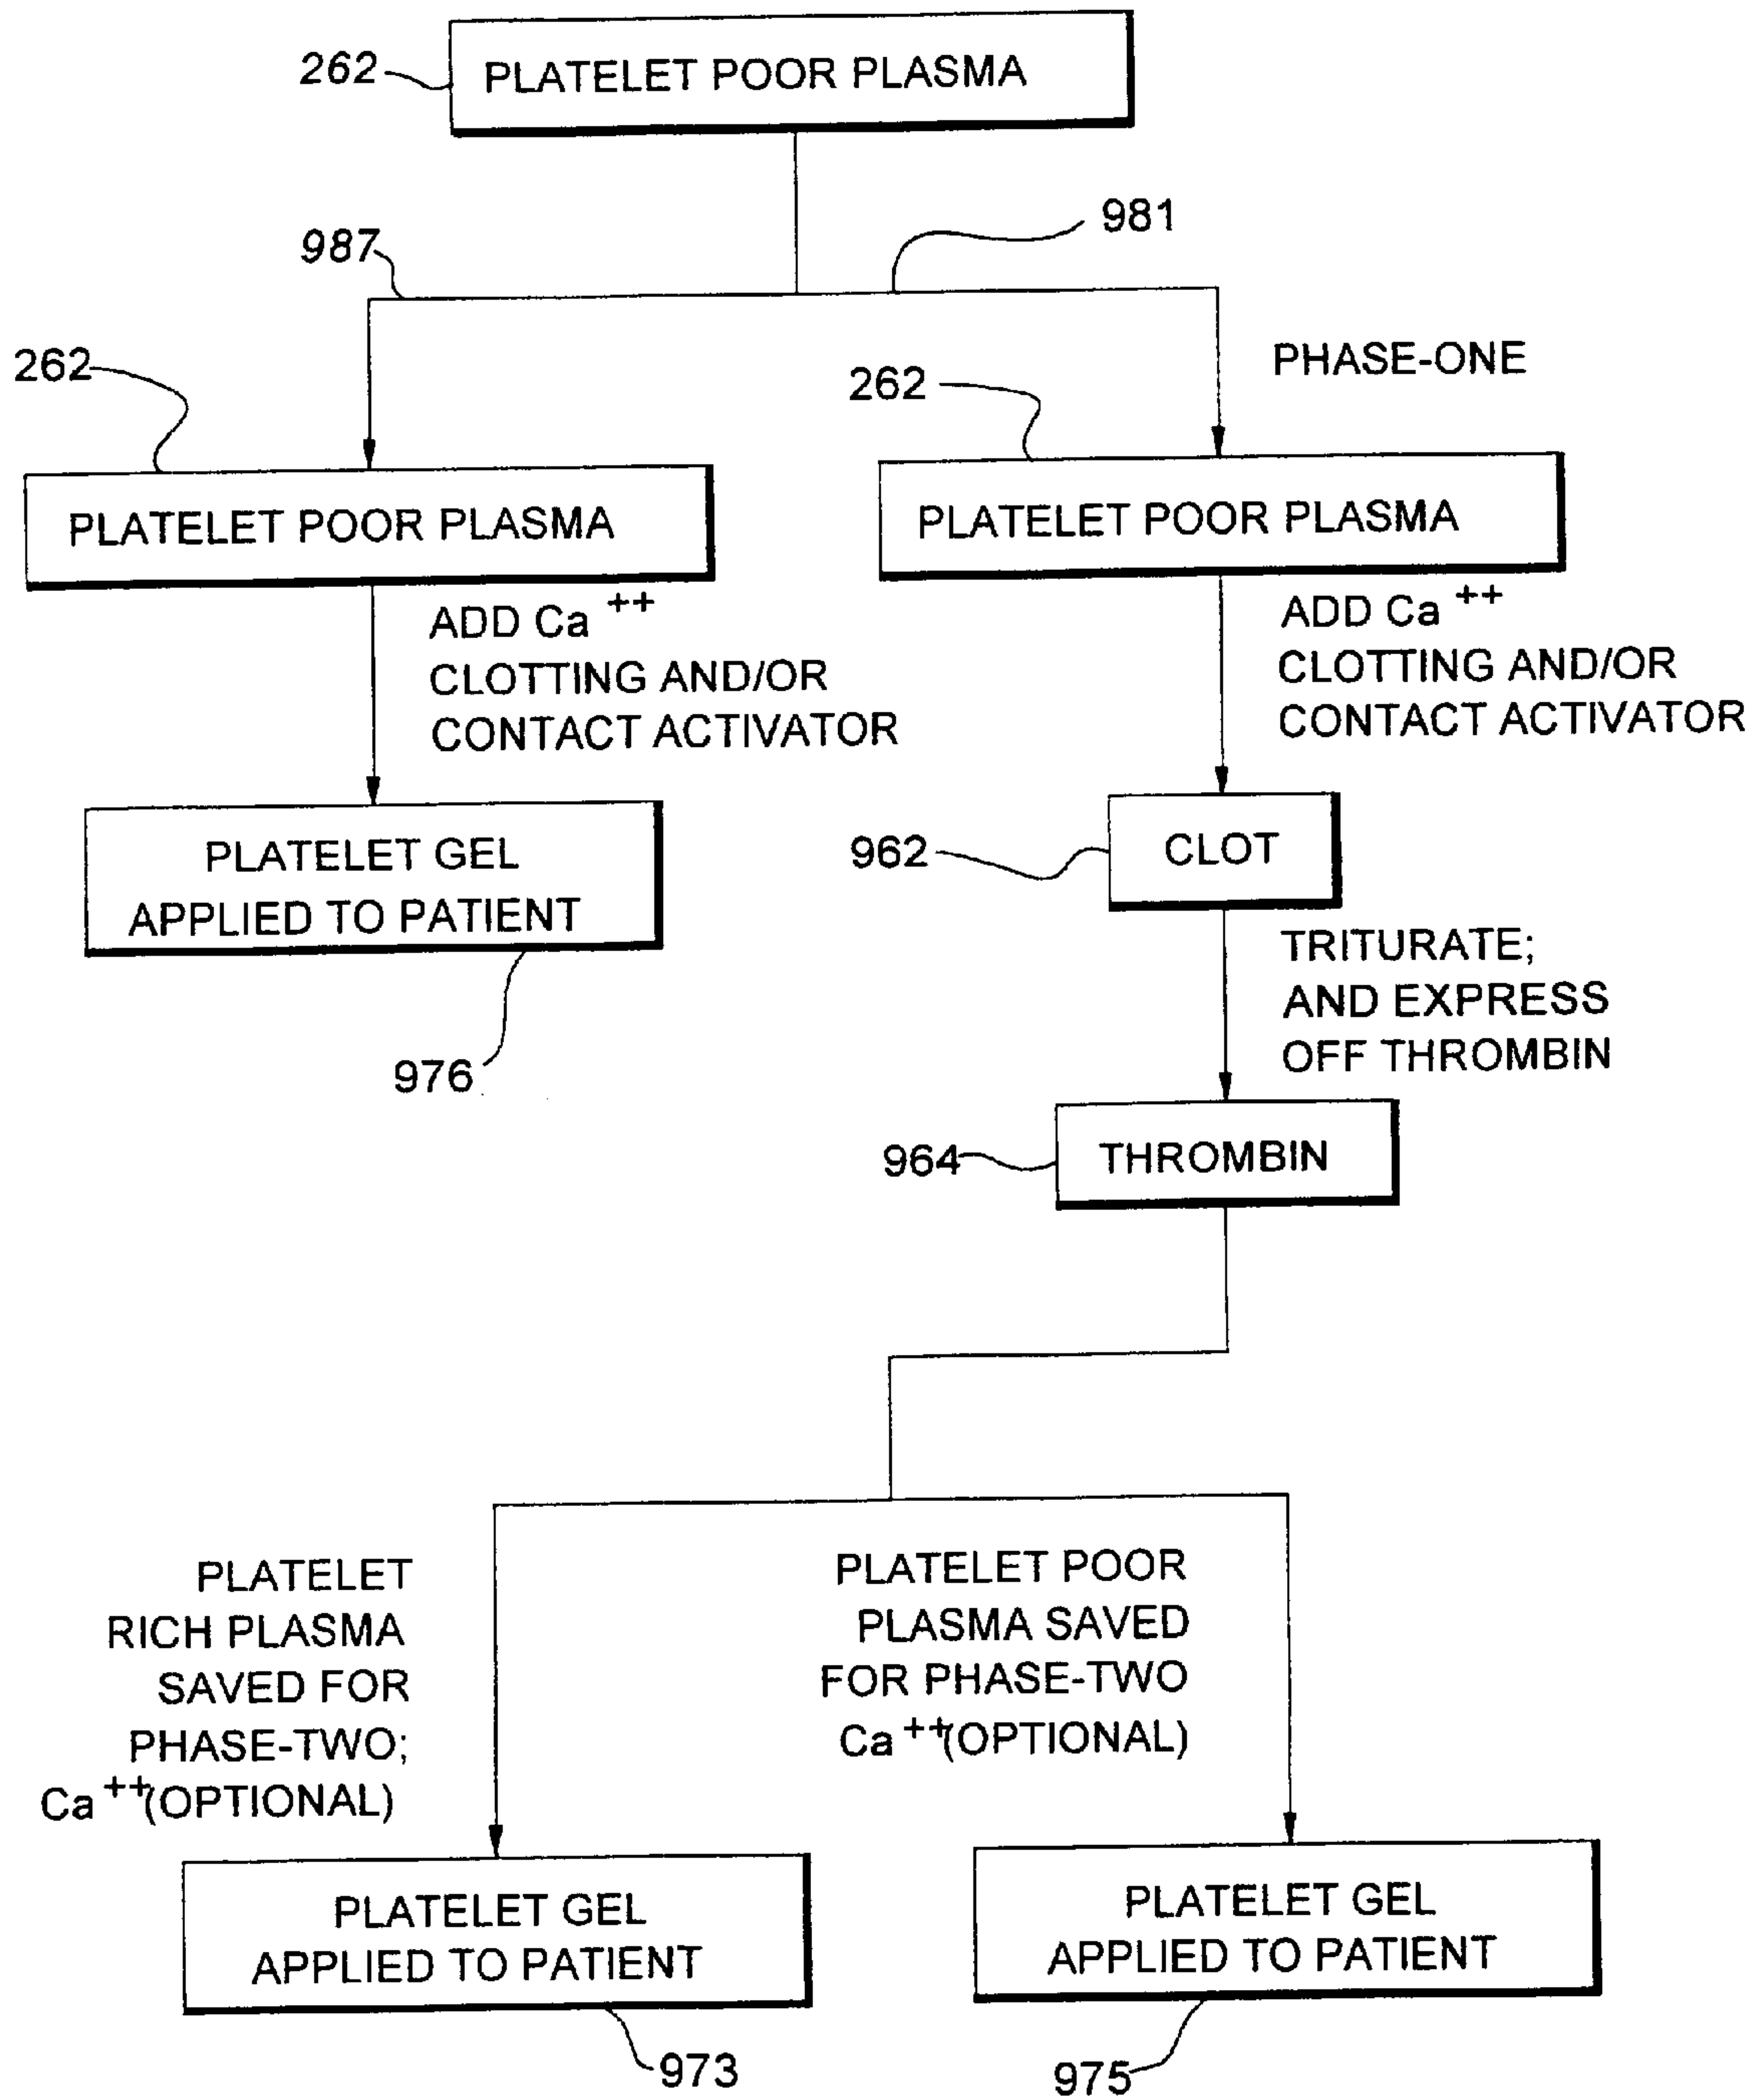 262
PLATELET POOR PLASMA
987
981
PHASE-ONE
262
PLATELET POOR PLASMA
262
PLATELET POOR PLASMA
ADD Ca ++
CLOTTING AND/OR
CONTACT ACTIVATOR
ADD Ca ++
CLOTTING AND/OR
CONTACT ACTIVATOR
PLATELET GEL
APPLIED TO PATIENT
976
962
CLOT
TRITURATE;
AND EXPRESS
OFF THROMBIN
964
THROMBIN
PLATELET
RICH PLASMA
SAVED FOR
PHASE-TWO;
Ca ++(OPTIONAL)
PLATELET POOR
PLASMA SAVED
FOR PHASE-TWO
Ca ++(OPTIONAL)
PLATELET GEL
APPLIED TO PATIENT
973
PLATELET GEL
APPLIED TO PATIENT
975